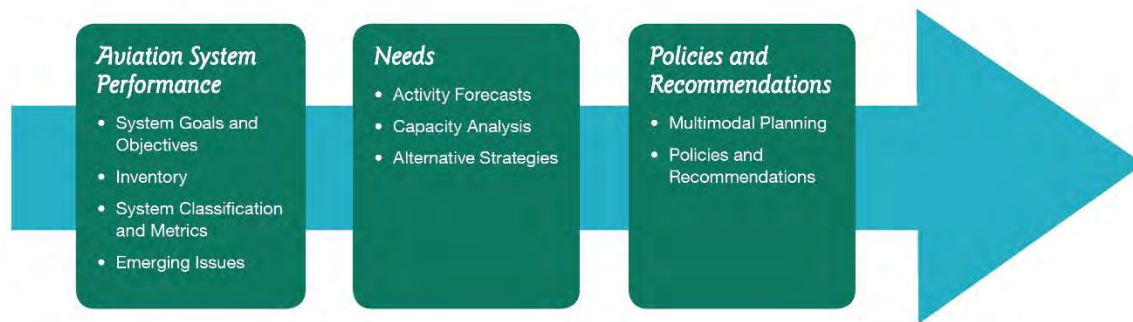 Aviation System
Performance
• System Goals and
Objectives
• Inventory
• System Classification
and Metrics
• Emerging Issues
Needs
• Activity Forecasts
• Capacity Analysis
• Alternative Strategies
Policies and
Recommendations
• Multimodal Planning
• Policies and
Recommendations